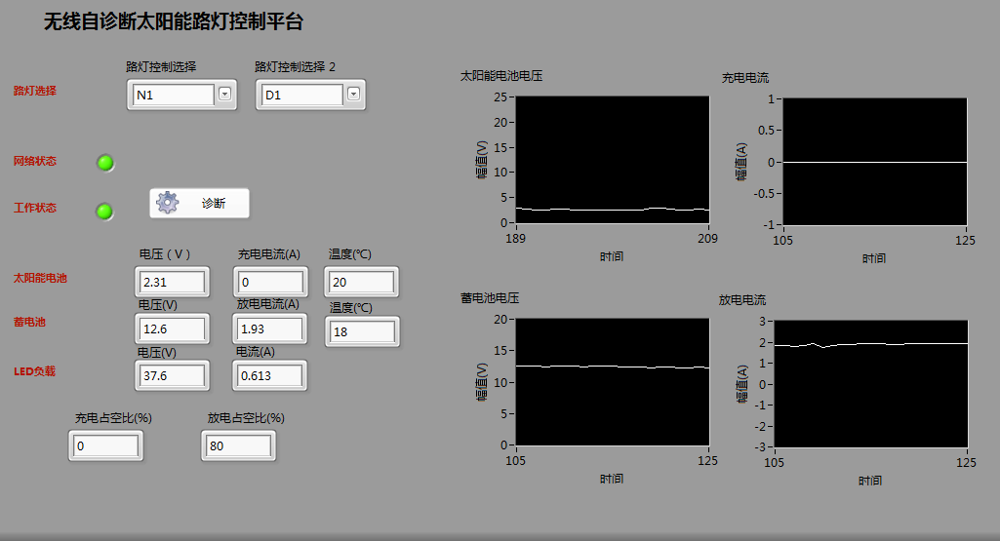 无线自诊断太阳能路灯控制平台
路灯控制选择 路灯控制选择 2
路灯选择 N1 D1
网络状态
工作状态 诊断
电压(V) 充电电流(A) 温度(℃)
太阳能电池 2.31 0 20
电压(V) 放电电流(A) 温度(℃)
蓄电池 12.6 1.93 18
电压(V) 电流(A)
LED负载 37.6 0.613
充电占空比(%) 放电占空比(%)
0 80
太阳能电池电压
幅值(V)
25
20
15
10
5
0
189 209
时间
充电电流
幅值(A)
1
0.5
0
-0.5
-1
105 125
时间
蓄电池电压
幅值(V)
20
15
10
5
0
105 125
时间
放电电流
幅值(A)
3
2
1
0
-1
-2
-3
105 125
时间